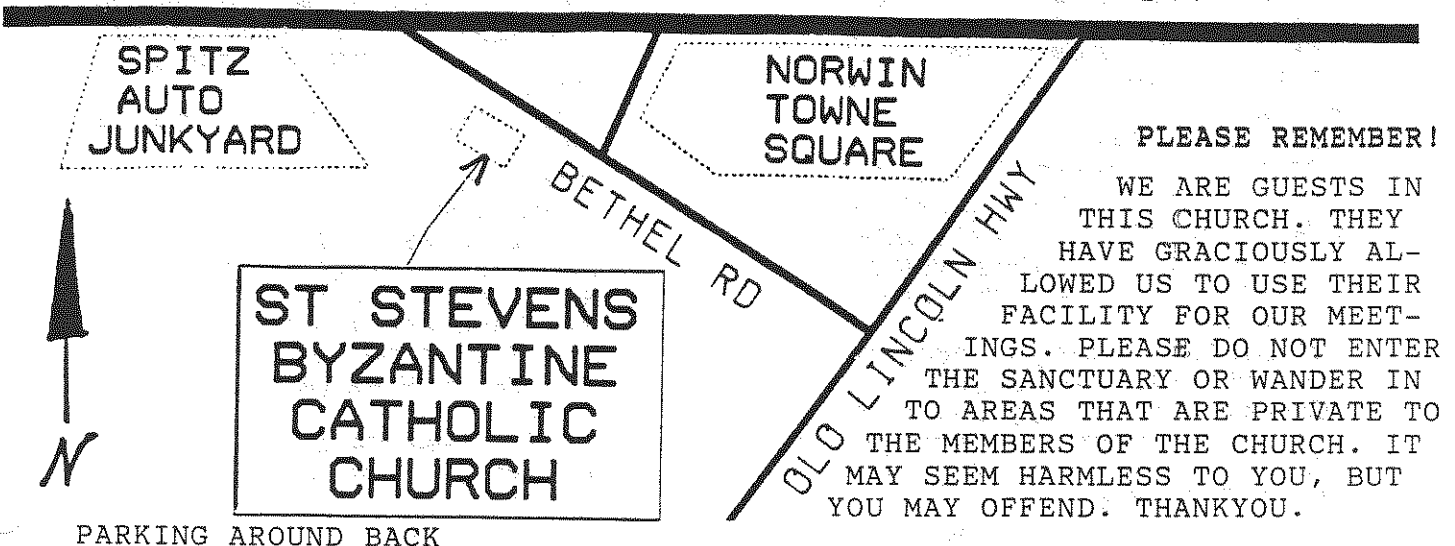 SPITZ
AUTO
JUNKYARD
NORWIN
TOWNE
SQUARE
BETHEL RD
OLD LINCOLN HWY
ST STEVENS
BYZANTINE
CATHOLIC
CHURCH
N
PARKING AROUND BACK
PLEASE REMEMBER!
WE ARE GUESTS IN
THIS CHURCH. THEY
HAVE GRACIOUSLY AL-
LOWED US TO USE THEIR
FACILITY FOR OUR MEET-
INGS. PLEASE DO NOT ENTER
THE SANCTUARY OR WANDER IN
TO AREAS THAT ARE PRIVATE TO
THE MEMBERS OF THE CHURCH. IT
MAY SEEM HARMLESS TO YOU, BUT
YOU MAY OFFEND. THANKYOU.